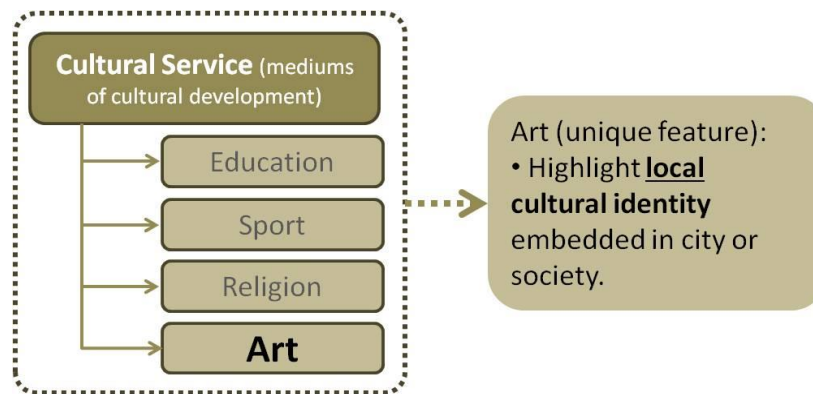 Cultural Service (mediums
of cultural development)
Education
Sport
Religion
Art
Art (unique feature):
• Highlight local
cultural identity
embedded in city or
society.